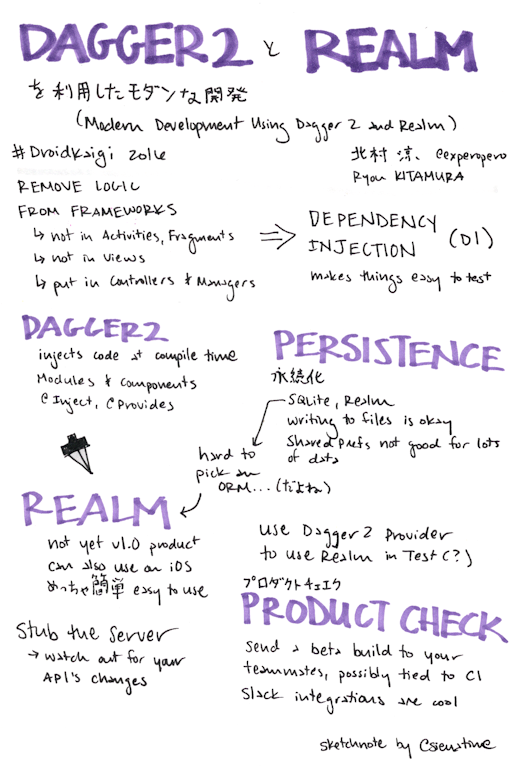 DAGGER2 と REALM
を利用したモダンな開発
(Modern Development Using Dagger 2 and Realm)
#DroidKaigi 2016
北村 涼、@experopero
Ryou KITAMURA
REMOVE LOGIC
FROM FRAMEWORKS
↳ not in Activities, Fragments
↳ not in Views
↳ put in Controllers & Managers
⇒ DEPENDENCY
INJECTION (DI)
makes things easy to test
DAGGER2
injects code at compile time
Modules & Components
@Inject, @Provides
PERSISTENCE
永続化
SQLite, Realm
writing to files is okay
Shared Prefs not good for lots
of data
hard to
pick an
ORM... (だよね)
REALM
not yet v1.0 product
can also use on iOS
めっちゃ簡単 easy to use
use Dagger 2 Provider
to use Realm in Test(?)
Stub the Server
→ watch out for your
API's changes
プロダクトチェック
PRODUCT CHECK
Send a beta build to your
teammates, possibly tied to CI
Slack integrations are cool
sketchnote by